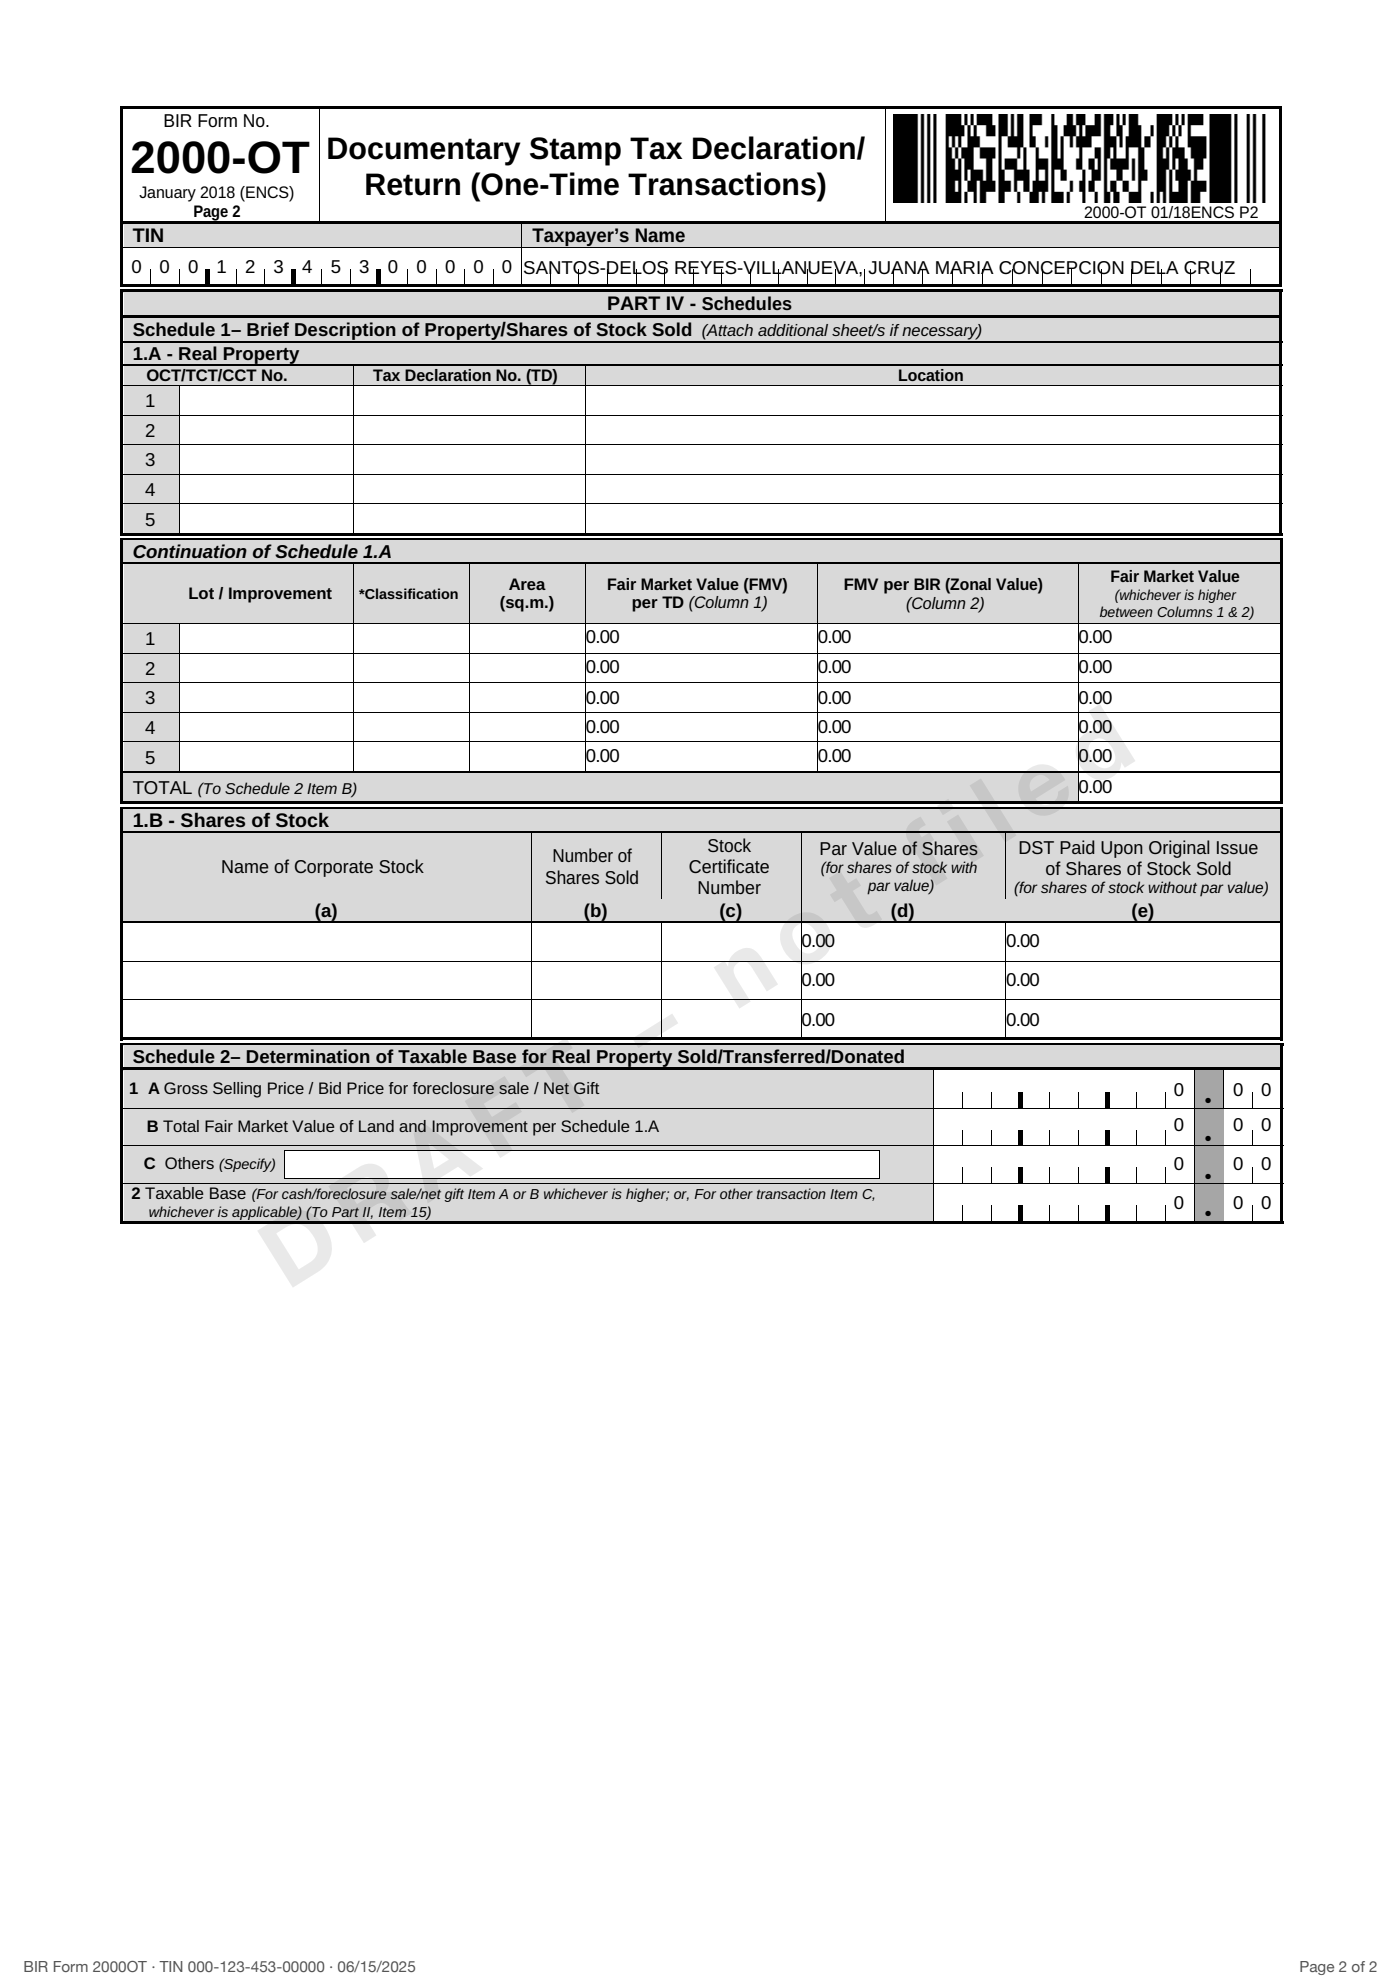 BIR Form No.
2000-OT
January 2018 (ENCS)
Page 2
Documentary Stamp Tax Declaration/
Return (One-Time Transactions)
2000-OT 01/18ENCS P2
TIN Taxpayer’s Name
0 0 0 1 2 3 4 5 3 0 0 0 0 0 SANTOS-DELOS REYES-VILLANUEVA, JUANA MARIA CONCEPCION DELA CRUZ
PART IV - Schedules
Schedule 1– Brief Description of Property/Shares of Stock Sold (Attach additional sheet/s if necessary)
1.A - Real Property
OCT/TCT/CCT No. Tax Declaration No. (TD) Location
1
2
3
4
5
Continuation of Schedule 1.A
Lot / Improvement *Classification Area (sq.m.) Fair Market Value (FMV) per TD (Column 1) FMV per BIR (Zonal Value) (Column 2) Fair Market Value (whichever is higher between Columns 1 & 2)
1 0.00 0.00 0.00
2 0.00 0.00 0.00
3 0.00 0.00 0.00
4 0.00 0.00 0.00
5 0.00 0.00 0.00
TOTAL (To Schedule 2 Item B) 0.00
1.B - Shares of Stock
Name of Corporate Stock Number of Shares Sold Stock Certificate Number Par Value of Shares (for shares of stock with par value) DST Paid Upon Original Issue of Shares of Stock Sold (for shares of stock without par value)
(a) (b) (c) (d) (e)
0.00 0.00
0.00 0.00
0.00 0.00
Schedule 2– Determination of Taxable Base for Real Property Sold/Transferred/Donated
1 A Gross Selling Price / Bid Price for foreclosure sale / Net Gift 0 . 0 0
B Total Fair Market Value of Land and Improvement per Schedule 1.A 0 . 0 0
C Others (Specify) 0 . 0 0
2 Taxable Base (For cash/foreclosure sale/net gift Item A or B whichever is higher; or, For other transaction Item C,
whichever is applicable) (To Part II, Item 15) 0 . 0 0
DRAFT – not filed
BIR Form 2000OT · TIN 000-123-453-00000 · 06/15/2025 Page 2 of 2